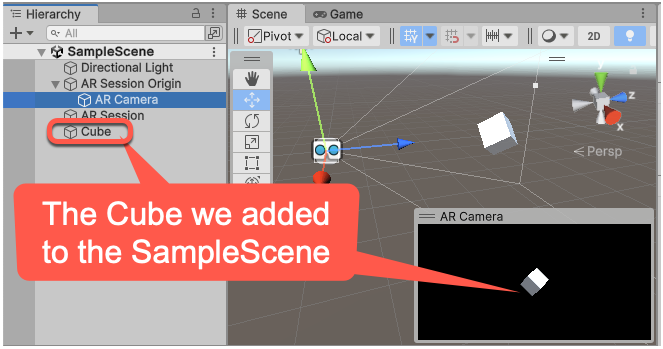 Hierarchy
All
SampleScene
Directional Light
AR Session Origin
AR Camera
AR Session
Cube
Scene
Game
Pivot
Local
2D
y
z
x
Persp
AR Camera
The Cube we added
to the SampleScene